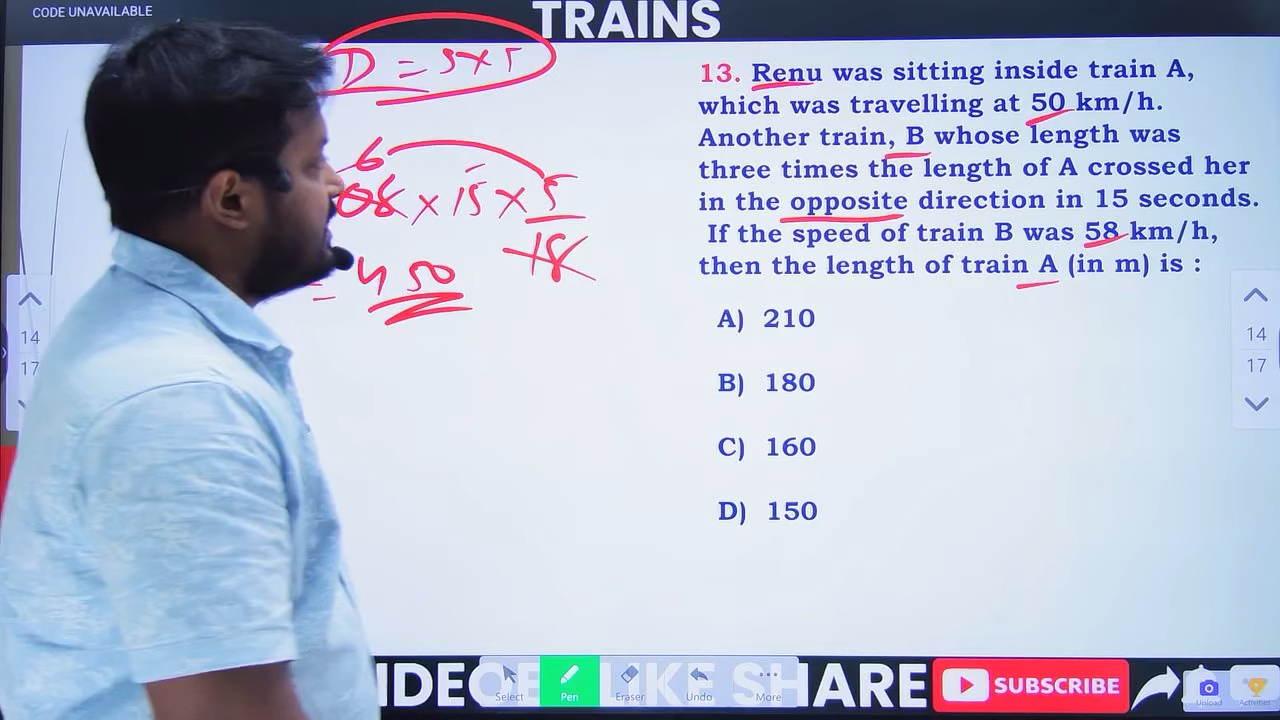 CODE UNAVAILABLE
TRAINS
D = S×T
6
08 × 15 × 5
18
= 450
13. Renu was sitting inside train A,
which was travelling at 50 km/h.
Another train, B whose length was
three times the length of A crossed her
in the opposite direction in 15 seconds.
If the speed of train B was 58 km/h,
then the length of train A (in m) is :
A) 210
B) 180
C) 160
D) 150
14
17
14
17
LIKE SHARE
SUBSCRIBE
Select
Pen
Eraser
Undo
More
Upload
Activities